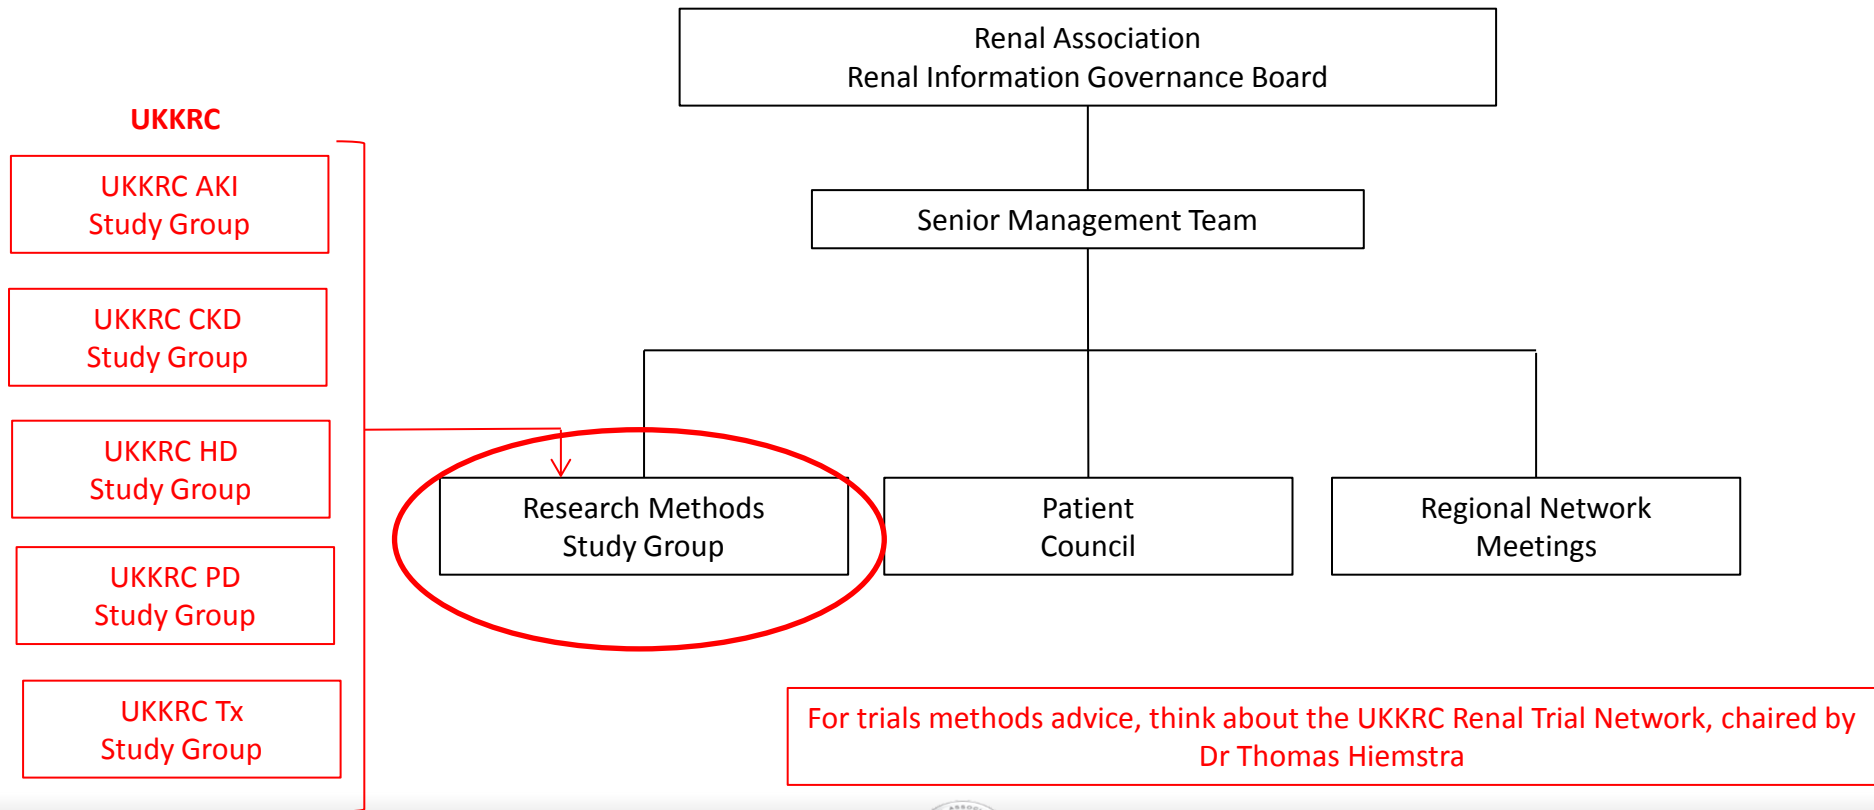 Renal Association
Renal Information Governance Board
UKKRC
UKKRC AKI
Study Group
Senior Management Team
UKKRC CKD
Study Group
UKKRC HD
Study Group
Research Methods
Study Group
Patient
Council
Regional Network
Meetings
UKKRC PD
Study Group
UKKRC Tx
Study Group
For trials methods advice, think about the UKKRC Renal Trial Network, chaired by
Dr Thomas Hiemstra